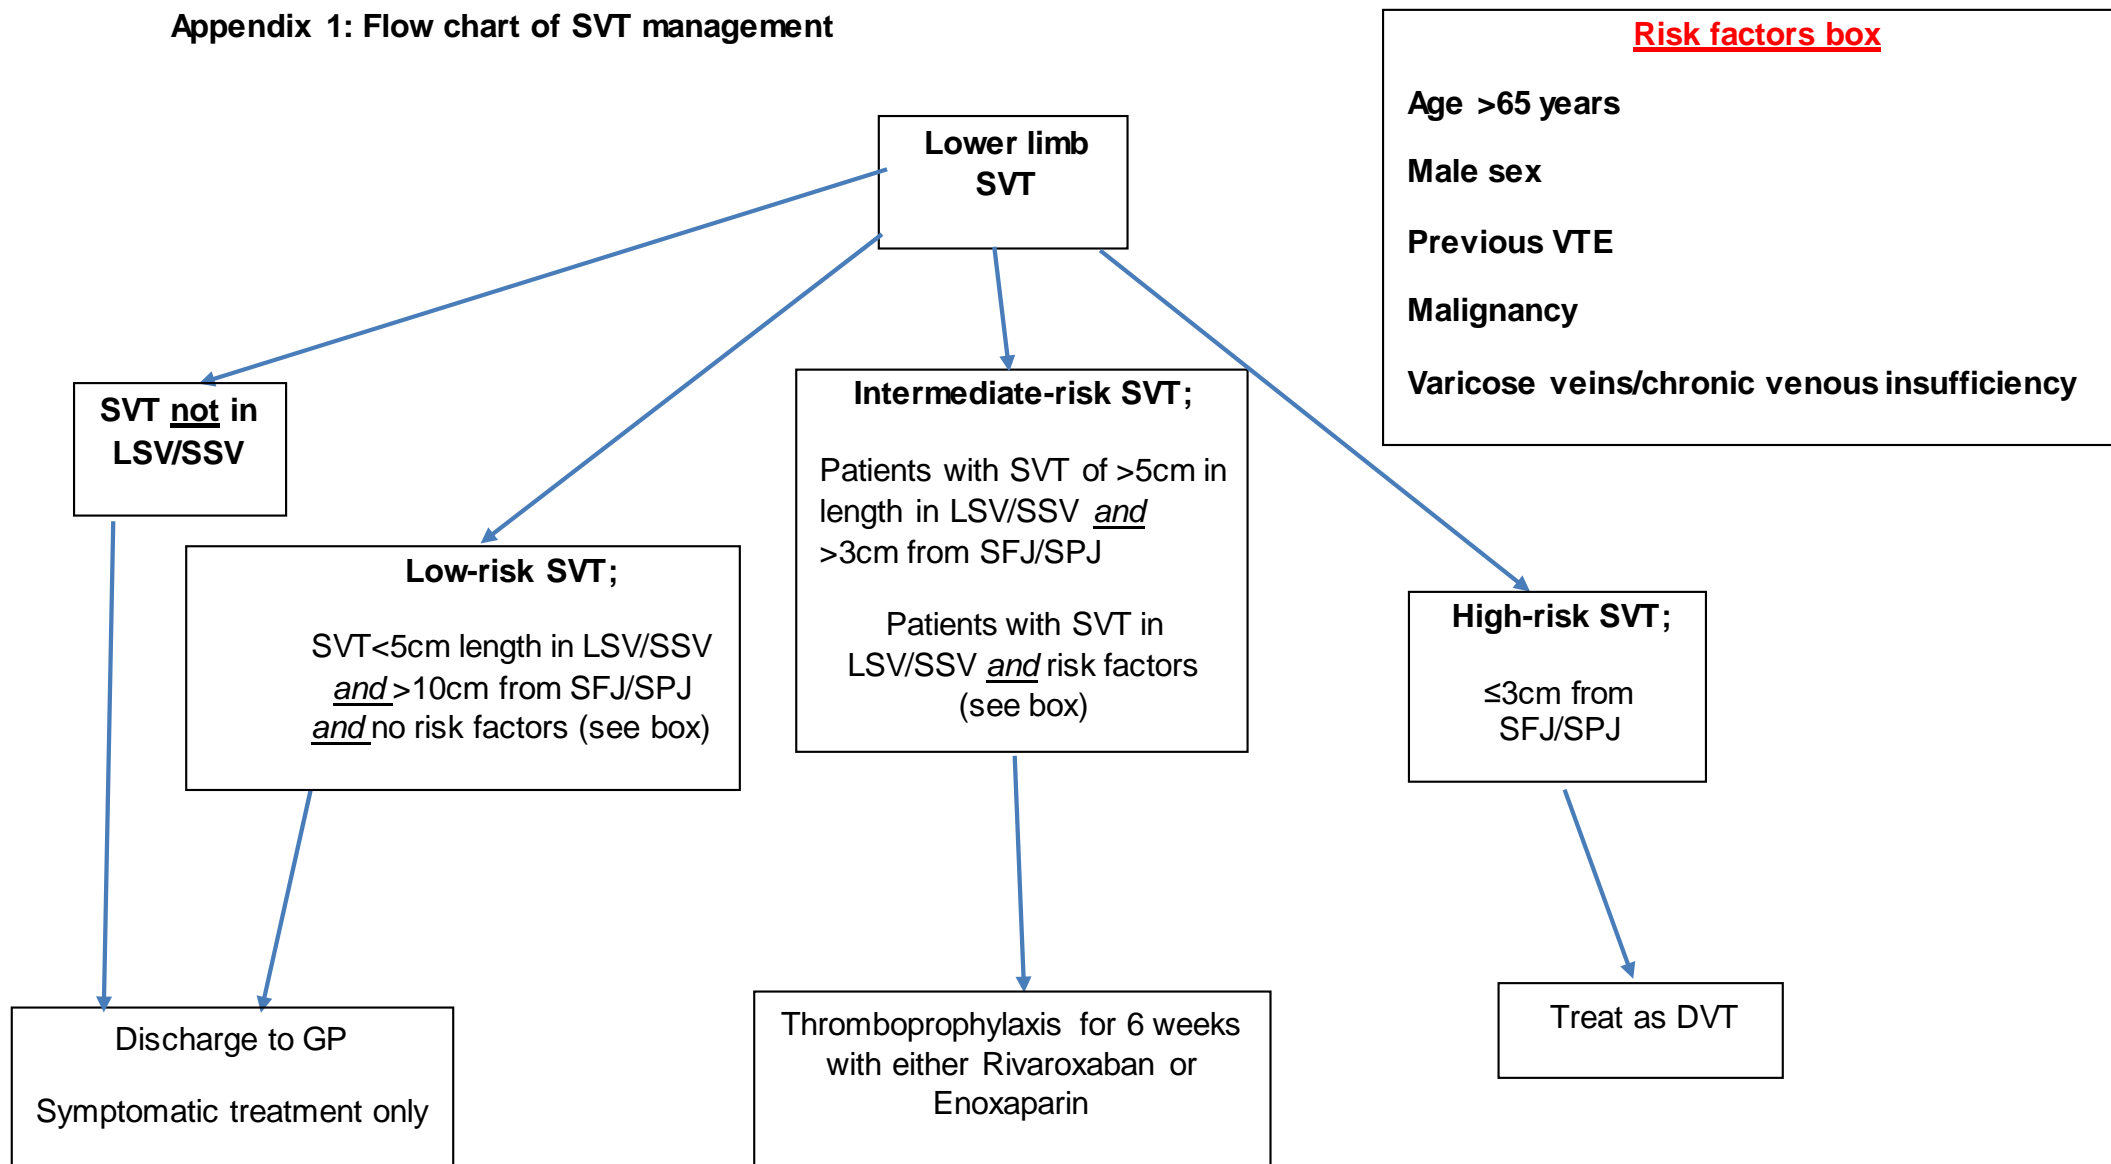 Appendix 1: Flow chart of SVT management
Risk factors box
Age >65 years
Male sex
Previous VTE
Malignancy
Varicose veins/chronic venous insufficiency
Lower limb
SVT
SVT not in
LSV/SSV
Low-risk SVT;
SVT<5cm length in LSV/SSV
and >10cm from SFJ/SPJ
and no risk factors (see box)
Intermediate-risk SVT;
Patients with SVT of >5cm in
length in LSV/SSV and
>3cm from SFJ/SPJ
Patients with SVT in
LSV/SSV and risk factors
(see box)
High-risk SVT;
≤3cm from
SFJ/SPJ
Discharge to GP
Symptomatic treatment only
Thromboprophylaxis for 6 weeks
with either Rivaroxaban or
Enoxaparin
Treat as DVT